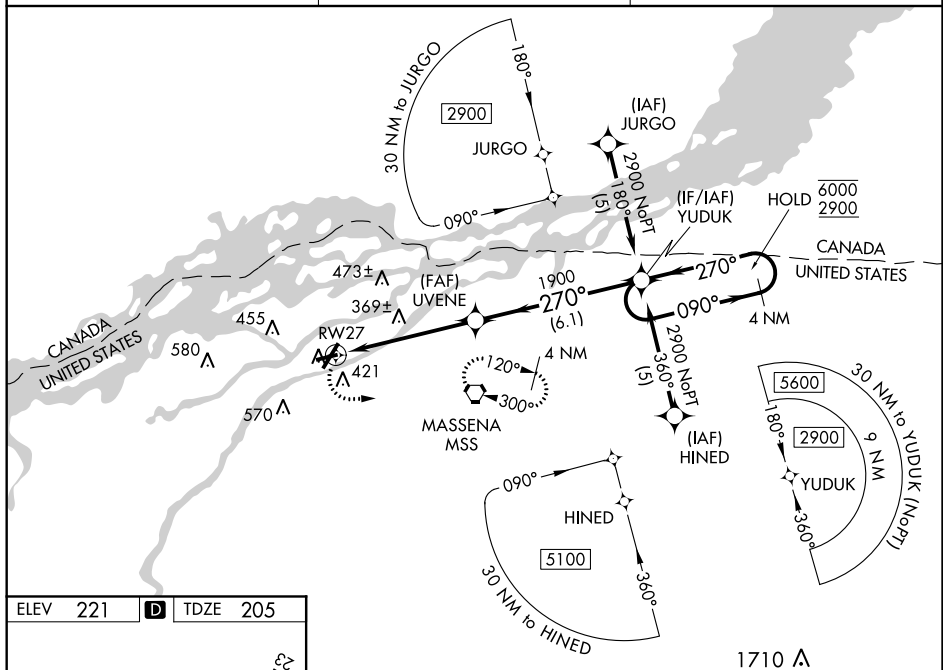 30 NM to JURGO
180°
2900
JURGO
090°
(IAF)
JURGO
2900 NoPT
180°
(5)
(IF/IAF)
YUDUK
HOLD
6000
2900
CANADA
UNITED STATES
270°
090°
4 NM
473±
(FAF)
UVENE
1900
270°
(6.1)
369±
455
RW27
CANADA
UNITED STATES
580
421
570
120°
4 NM
300°
MASSENA
MSS
2900 NoPT
360°
(5)
(IAF)
HINED
5600
30 NM to YUDUK (NoPT)
180°
2900
9 NM
YUDUK
360°
090°
HINED
5100
360°
30 NM to HINED
ELEV 221 D TDZE 205
23
1710